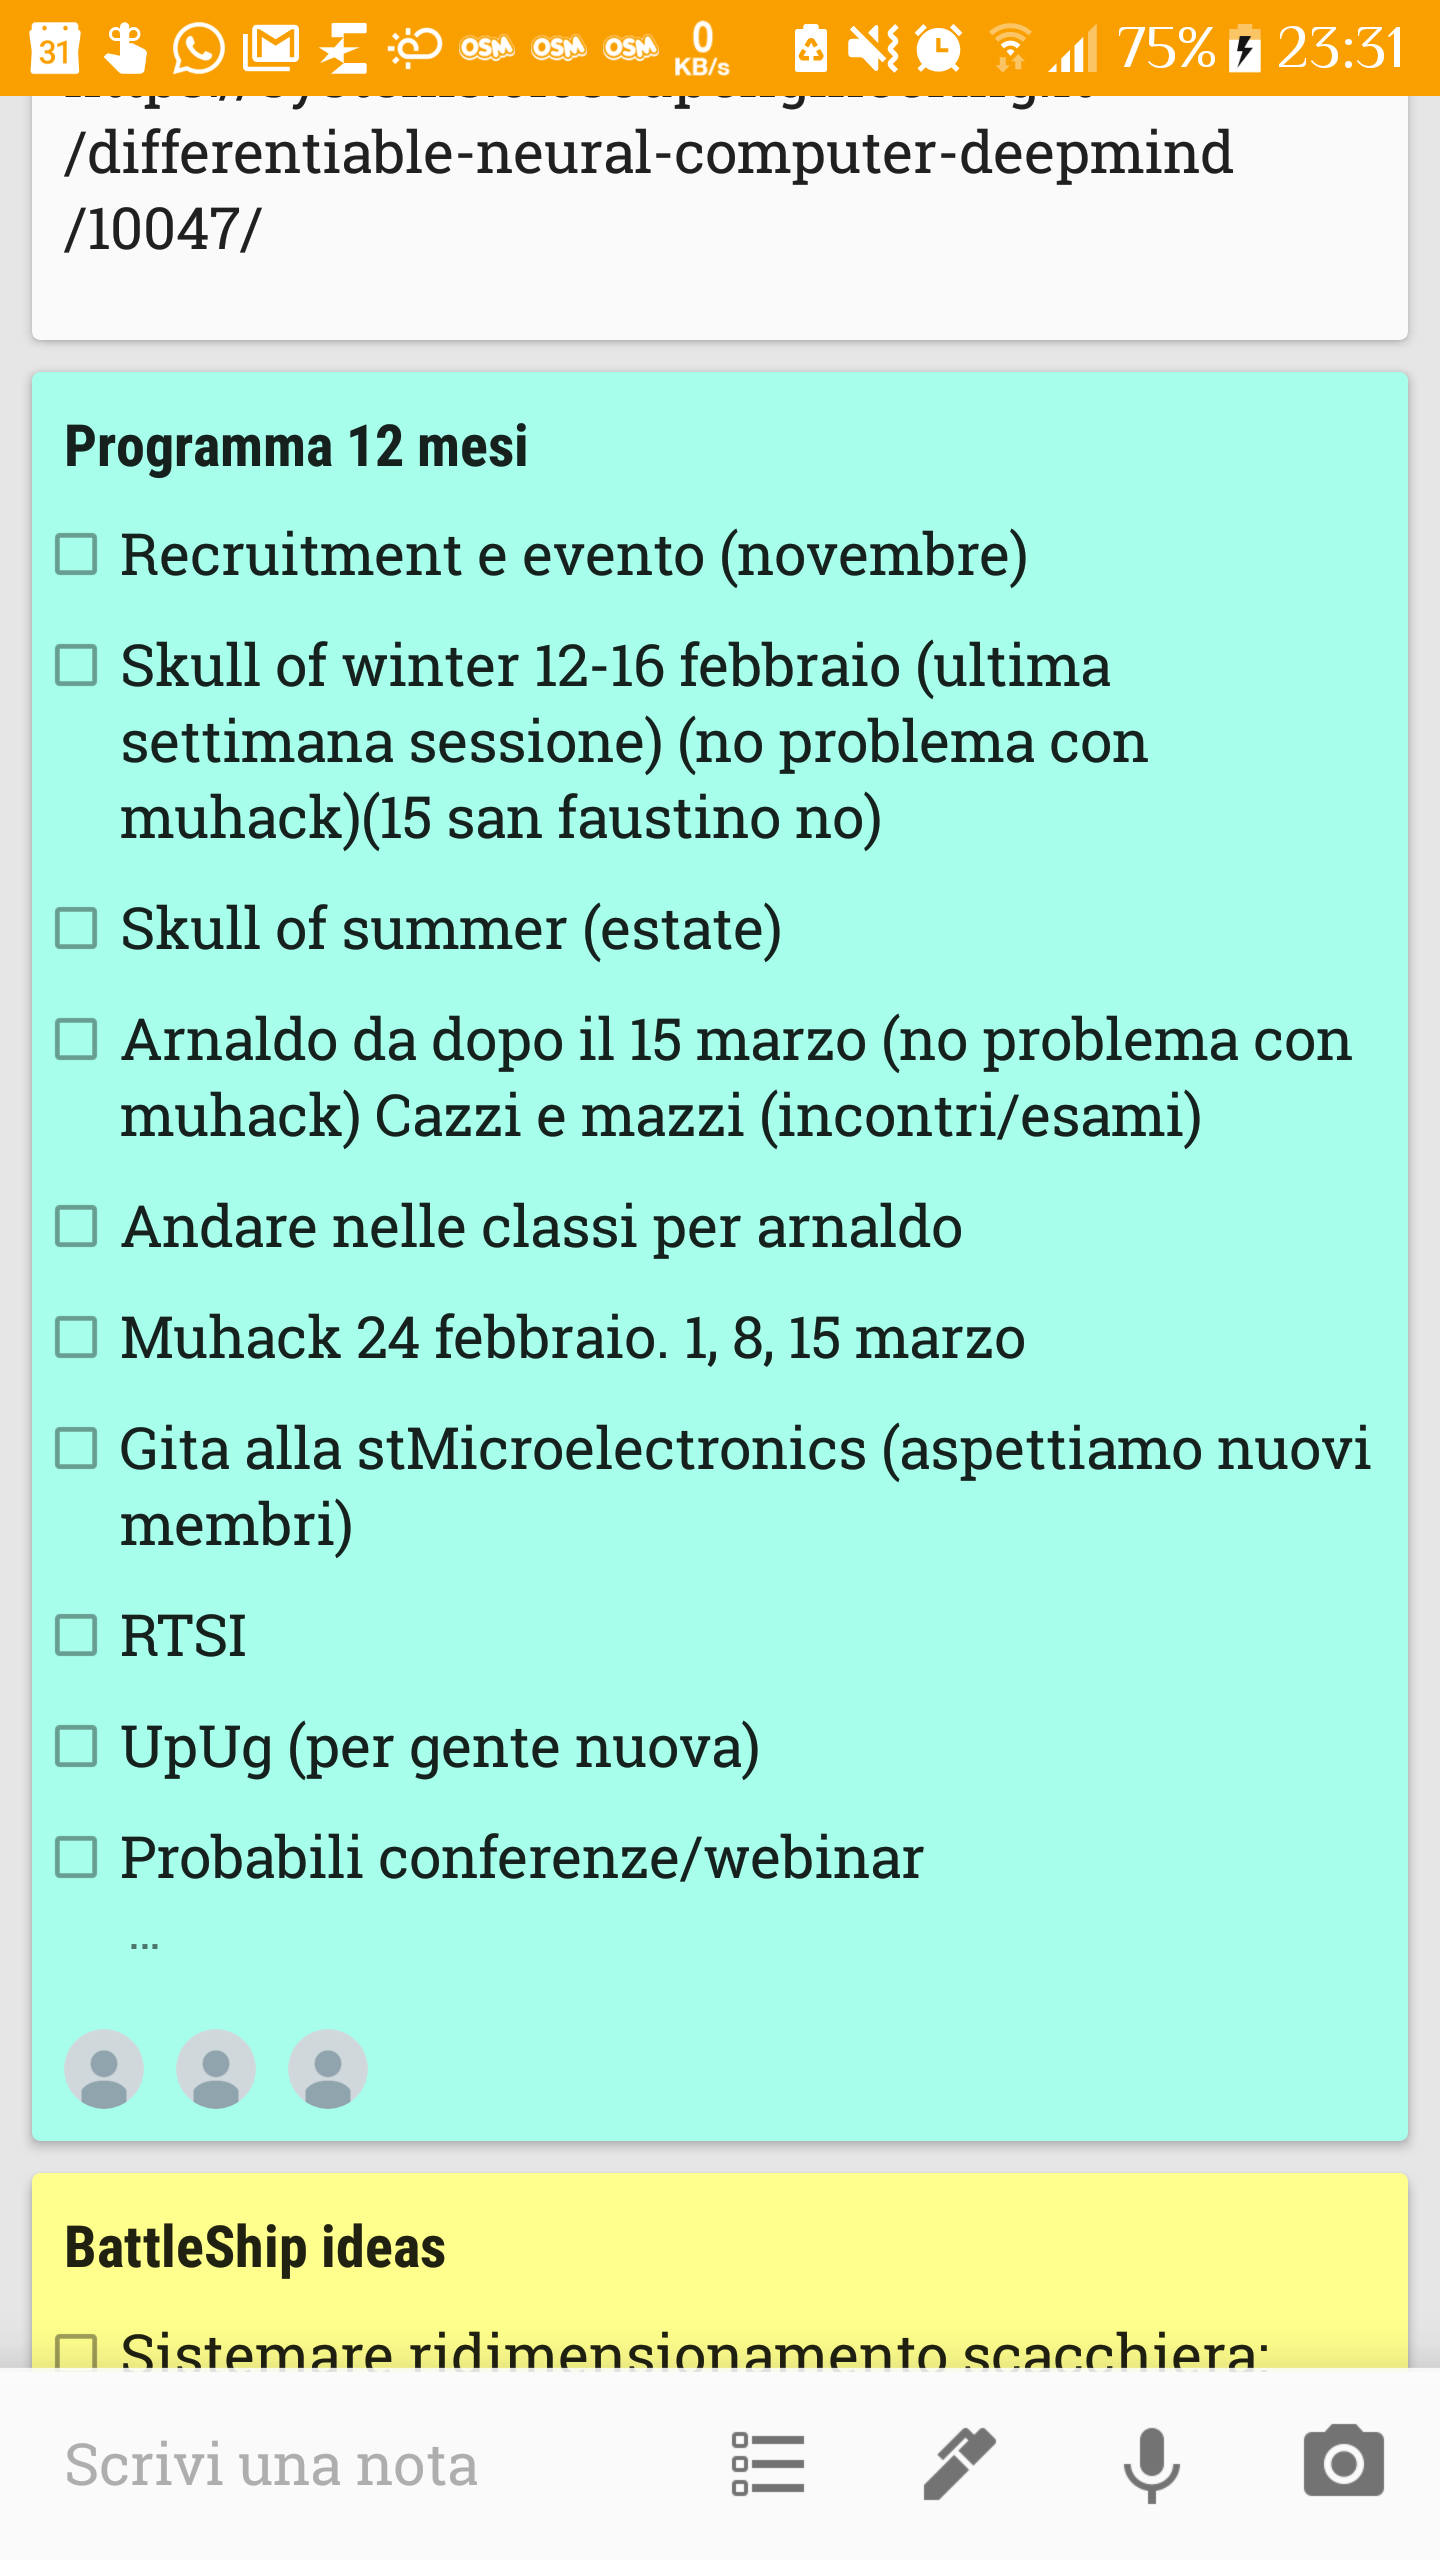 31
OSM OSM OSM
0
KB/s
75%
23:31
/differentiable-neural-computer-deepmind
/10047/
Programma 12 mesi
Recruitment e evento (novembre)
Skull of winter 12-16 febbraio (ultima
settimana sessione) (no problema con
muhack)(15 san faustino no)
Skull of summer (estate)
Arnaldo da dopo il 15 marzo (no problema con
muhack) Cazzi e mazzi (incontri/esami)
Andare nelle classi per arnaldo
Muhack 24 febbraio. 1, 8, 15 marzo
Gita alla stMicroelectronics (aspettiamo nuovi
membri)
RTSI
UpUg (per gente nuova)
Probabili conferenze/webinar
...
BattleShip ideas
Sistemare ridimensionamento scacchiera:
Scrivi una nota